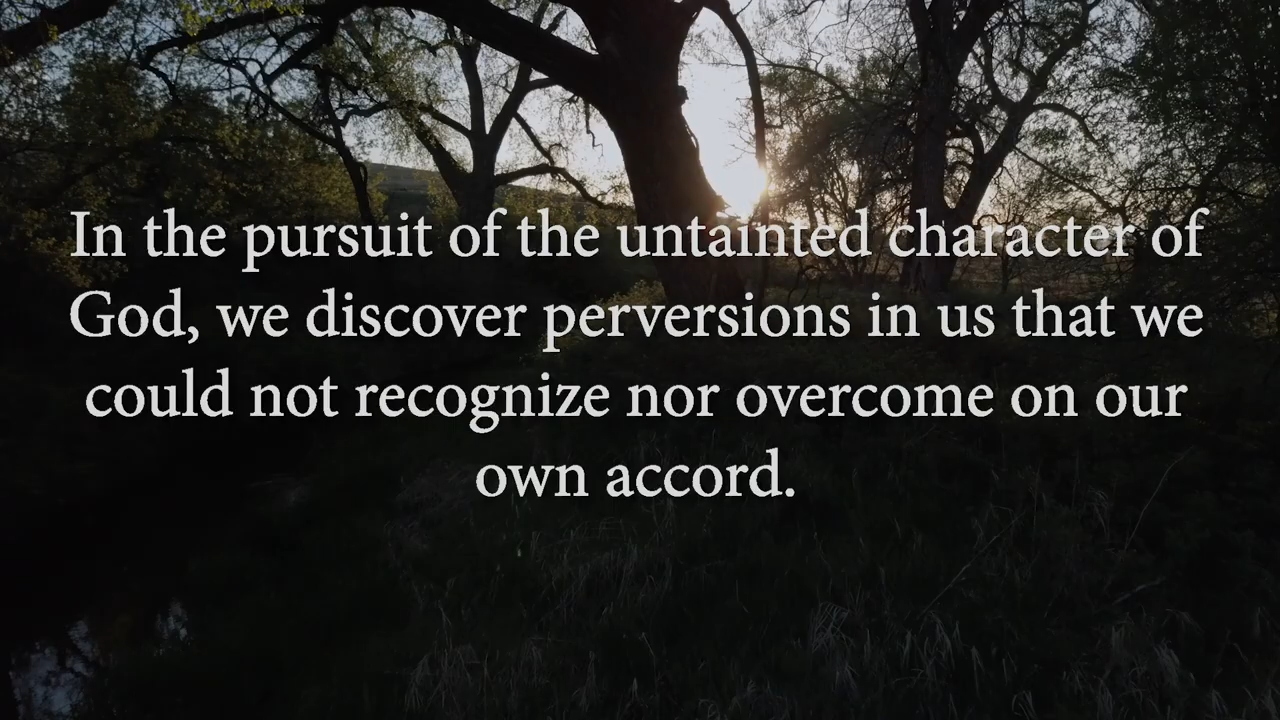 In the pursuit of the untainted character of
God, we discover perversions in us that we
could not recognize nor overcome on our
own accord.